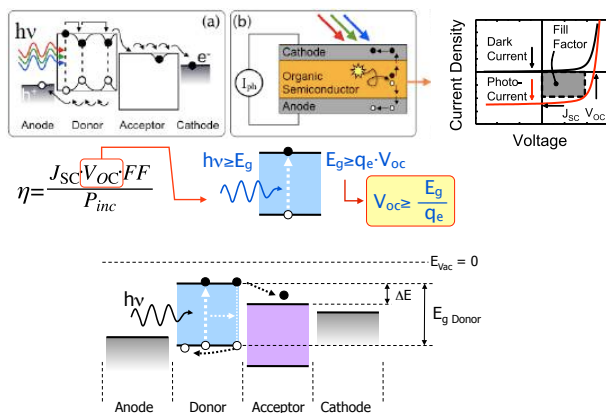 (a)
hν
h⁺
e⁻
Anode Donor Acceptor Cathode
(b)
I_ph
Cathode
Organic
Semiconductor
Anode
Current Density
Dark
Current
Fill
Factor
Photo-
Current
J_SC V_OC
Voltage
η = J_SC·V_OC·FF / P_inc
hν≥E_g
E_g≥q_e·V_oc
V_oc≥ E_g / q_e
E_Vac = 0
hν
ΔE
E_g Donor
Anode Donor Acceptor Cathode